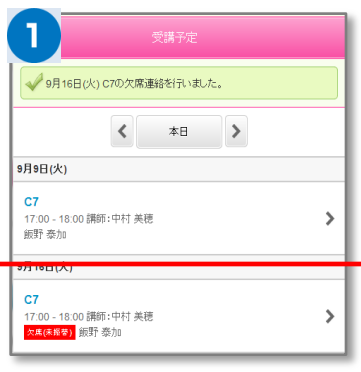 1
受講予定
9月16日(火) C7の欠席連絡を行いました。
本日
9月9日(火)
C7
17:00 - 18:00 講師：中村 美穂
飯野 泰加
9月16日(火)
C7
17:00 - 18:00 講師：中村 美穂
欠席(未振替) 飯野 泰加